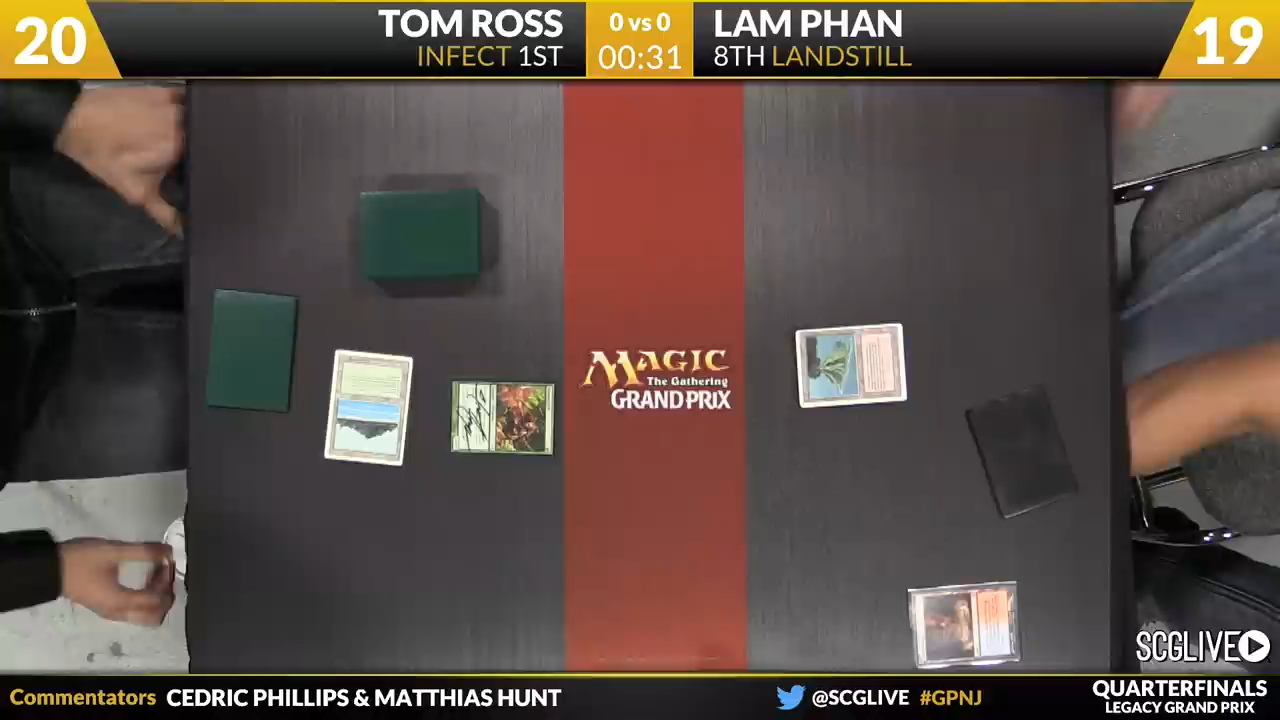 20
TOM ROSS
INFECT 1ST
0 vs 0
00:31
LAM PHAN
8TH LANDSTILL
19
MAGIC
The Gathering
GRAND PRIX
SCGLIVE
Commentators CEDRIC PHILLIPS & MATTHIAS HUNT
@SCGLIVE #GPNJ
QUARTERFINALS
LEGACY GRAND PRIX